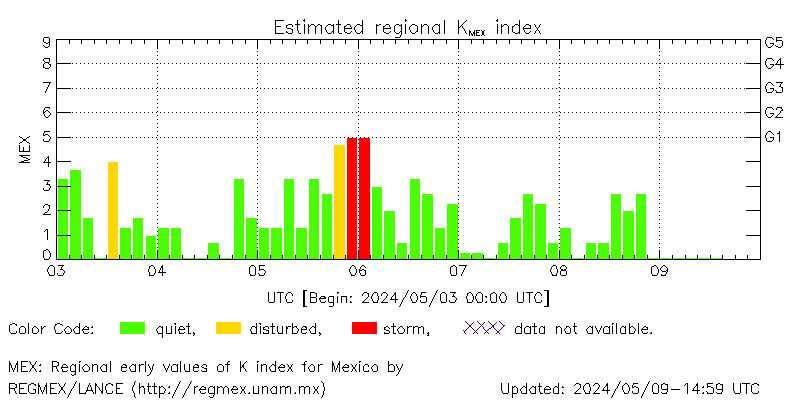 Estimated regional KMEX index
9
8
7
6
5
4
3
2
1
0
MEX
G5
G4
G3
G2
G1
03 04 05 06 07 08 09
UTC [Begin: 2024/05/03 00:00 UTC]
Color Code: quiet, disturbed, storm, data not available.
MEX: Regional early values of K index for Mexico by
REGMEX/LANCE (http://regmex.unam.mx) Updated: 2024/05/09-14:59 UTC